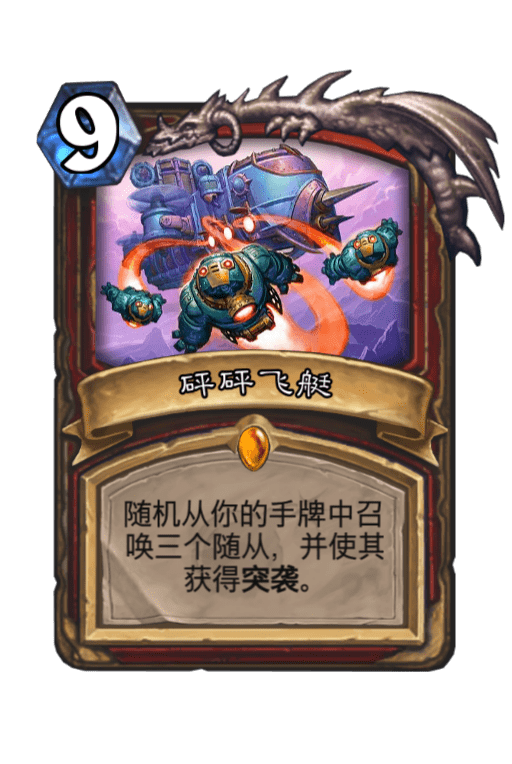 9
砰砰飞艇
随机从你的手牌中召
唤三个随从，并使其
获得突袭。